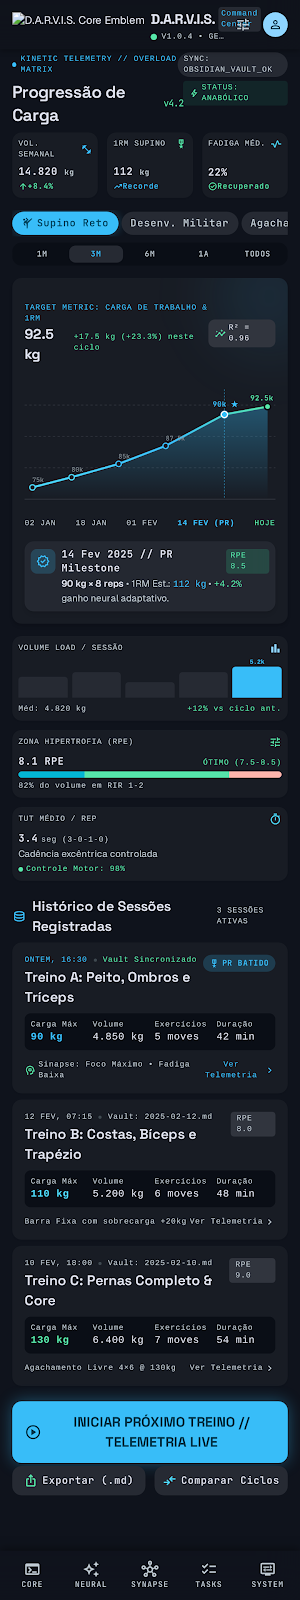 D.A.R.V.I.S. Core Emblem
D.A.R.V.I.S.
Command
V1.0.4 • GE…
KINETIC TELEMETRY // OVERLOAD
MATRIX
SYNC:
OBSIDIAN_VAULT_OK
Progressão de
Carga
v4.2
STATUS:
ANABÓLICO
VOL.
SEMANAL
14.820 kg
+8.4%
1RM SUPINO
112 kg
Recorde
FADIGA MÉD.
22%
Recuperado
Supino Reto
Desenv. Militar
Agacha
1M
3M
6M
1A
TODOS
TARGET METRIC: CARGA DE TRABALHO &
1RM
92.5
kg
+17.5 kg (+23.3%) neste
ciclo
R² =
0.96
75k
80k
85k
90k ★
92.5k
02 JAN
18 JAN
01 FEV
14 FEV (PR)
HOJE
14 Fev 2025 // PR
Milestone
RPE
8.5
90 kg × 8 reps • 1RM Est.: 112 kg • +4.2%
ganho neural adaptativo.
VOLUME LOAD / SESSÃO
5.2k
Méd: 4.820 kg
+12% vs ciclo ant.
ZONA HIPERTROFIA (RPE)
8.1 RPE
ÓTIMO (7.5-8.5)
82% do volume em RIR 1-2
TUT MÉDIO / REP
3.4 seg (3-0-1-0)
Cadência excêntrica controlada
Controle Motor: 98%
Histórico de Sessões
Registradas
3 SESSÕES
ATIVAS
ONTEM, 16:30 • Vault Sincronizado
PR BATIDO
Treino A: Peito, Ombros e
Tríceps
Carga Máx Volume Exercícios Duração
90 kg 4.850 kg 5 moves 42 min
Sinapse: Foco Máximo • Fadiga
Baixa
Ver
Telemetria
12 FEV, 07:15 • Vault: 2025-02-12.md
RPE
8.0
Treino B: Costas, Bíceps e
Trapézio
Carga Máx Volume Exercícios Duração
110 kg 5.200 kg 6 moves 48 min
Barra Fixa com sobrecarga +20kg
Ver Telemetria
10 FEV, 18:00 • Vault: 2025-02-10.md
RPE
9.0
Treino C: Pernas Completo &
Core
Carga Máx Volume Exercícios Duração
130 kg 6.400 kg 7 moves 54 min
Agachamento Livre 4×6 @ 130kg
Ver Telemetria
INICIAR PRÓXIMO TREINO //
TELEMETRIA LIVE
Exportar (.md)
Comparar Ciclos
CORE
NEURAL
SYNAPSE
TASKS
SYSTEM